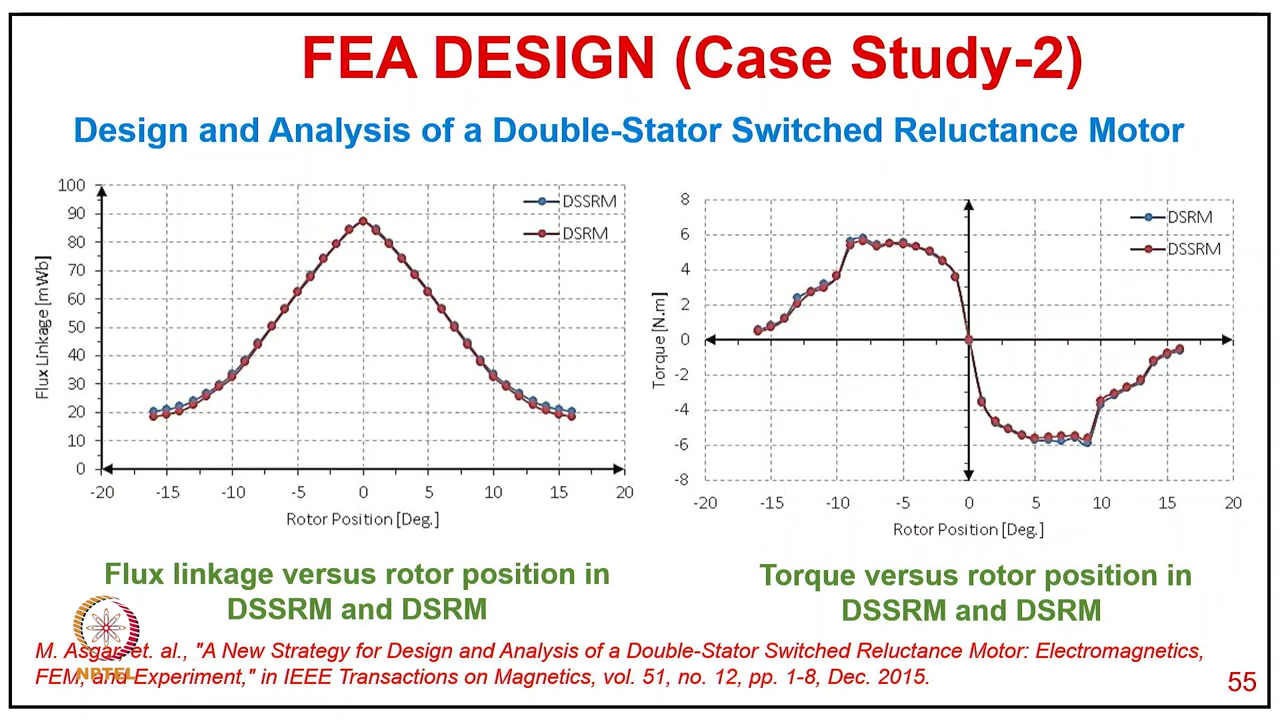 FEA DESIGN (Case Study-2)
Design and Analysis of a Double-Stator Switched Reluctance Motor
100
90
80
70
60
50
40
30
20
10
0
Flux Linkage [mWb]
DSSRM
DSRM
-20 -15 -10 -5 0 5 10 15 20
Rotor Position [Deg.]
8
6
4
2
0
-2
-4
-6
-8
Torque [N.m]
DSRM
DSSRM
-20 -15 -10 -5 0 5 10 15 20
Rotor Position [Deg.]
Flux linkage versus rotor position in
DSSRM and DSRM
Torque versus rotor position in
DSSRM and DSRM
M. Asgar, et. al., "A New Strategy for Design and Analysis of a Double-Stator Switched Reluctance Motor: Electromagnetics,
FEM, and Experiment," in IEEE Transactions on Magnetics, vol. 51, no. 12, pp. 1-8, Dec. 2015.
NPTEL
55